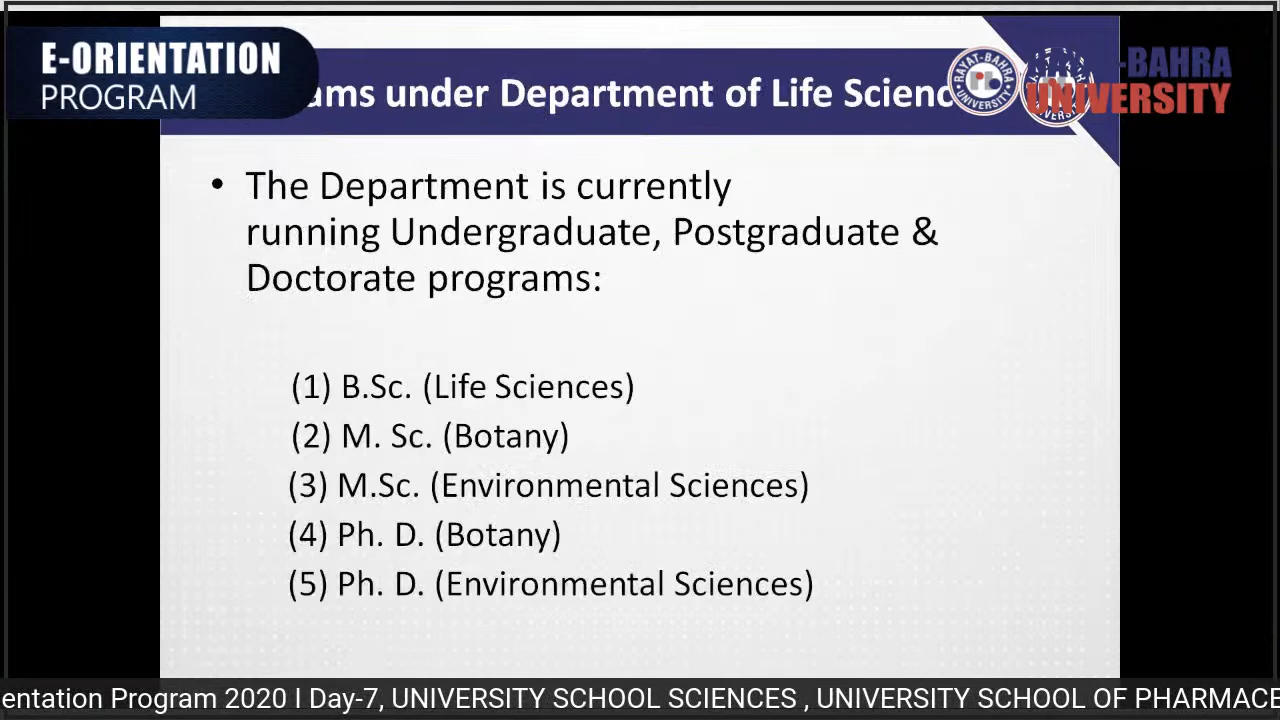 E-ORIENTATION
PROGRAM
ams under Department of Life Scienc
RAYAT-BAHRA
UNIVERSITY
-BAHRA
UNIVERSITY
• The Department is currently
running Undergraduate, Postgraduate &
Doctorate programs:
(1) B.Sc. (Life Sciences)
(2) M. Sc. (Botany)
(3) M.Sc. (Environmental Sciences)
(4) Ph. D. (Botany)
(5) Ph. D. (Environmental Sciences)
entation Program 2020 I Day-7, UNIVERSITY SCHOOL SCIENCES , UNIVERSITY SCHOOL OF PHARMACE